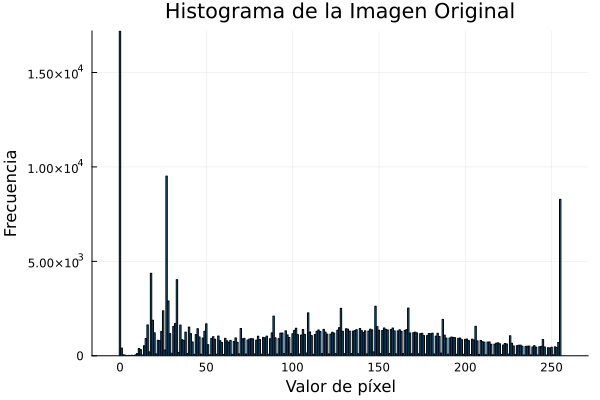 Histograma de la Imagen Original
1.50×10⁴
1.00×10⁴
5.00×10³
0
Frecuencia
0 50 100 150 200 250
Valor de píxel